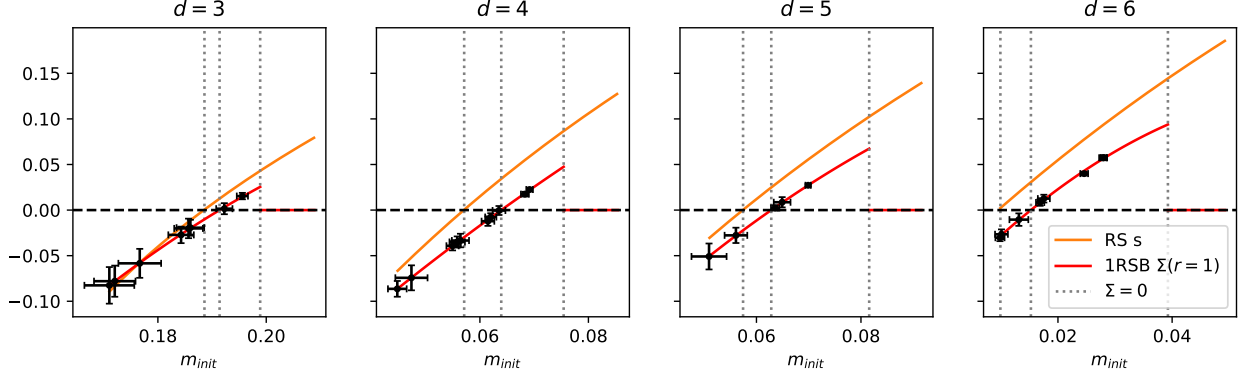 d = 3
d = 4
d = 5
d = 6
0.15
0.10
0.05
0.00
−0.05
−0.10
0.18
0.20
0.04
0.06
0.08
0.06
0.08
0.02
0.04
m_init
m_init
m_init
m_init
RS s
1RSB Σ(r = 1)
Σ = 0